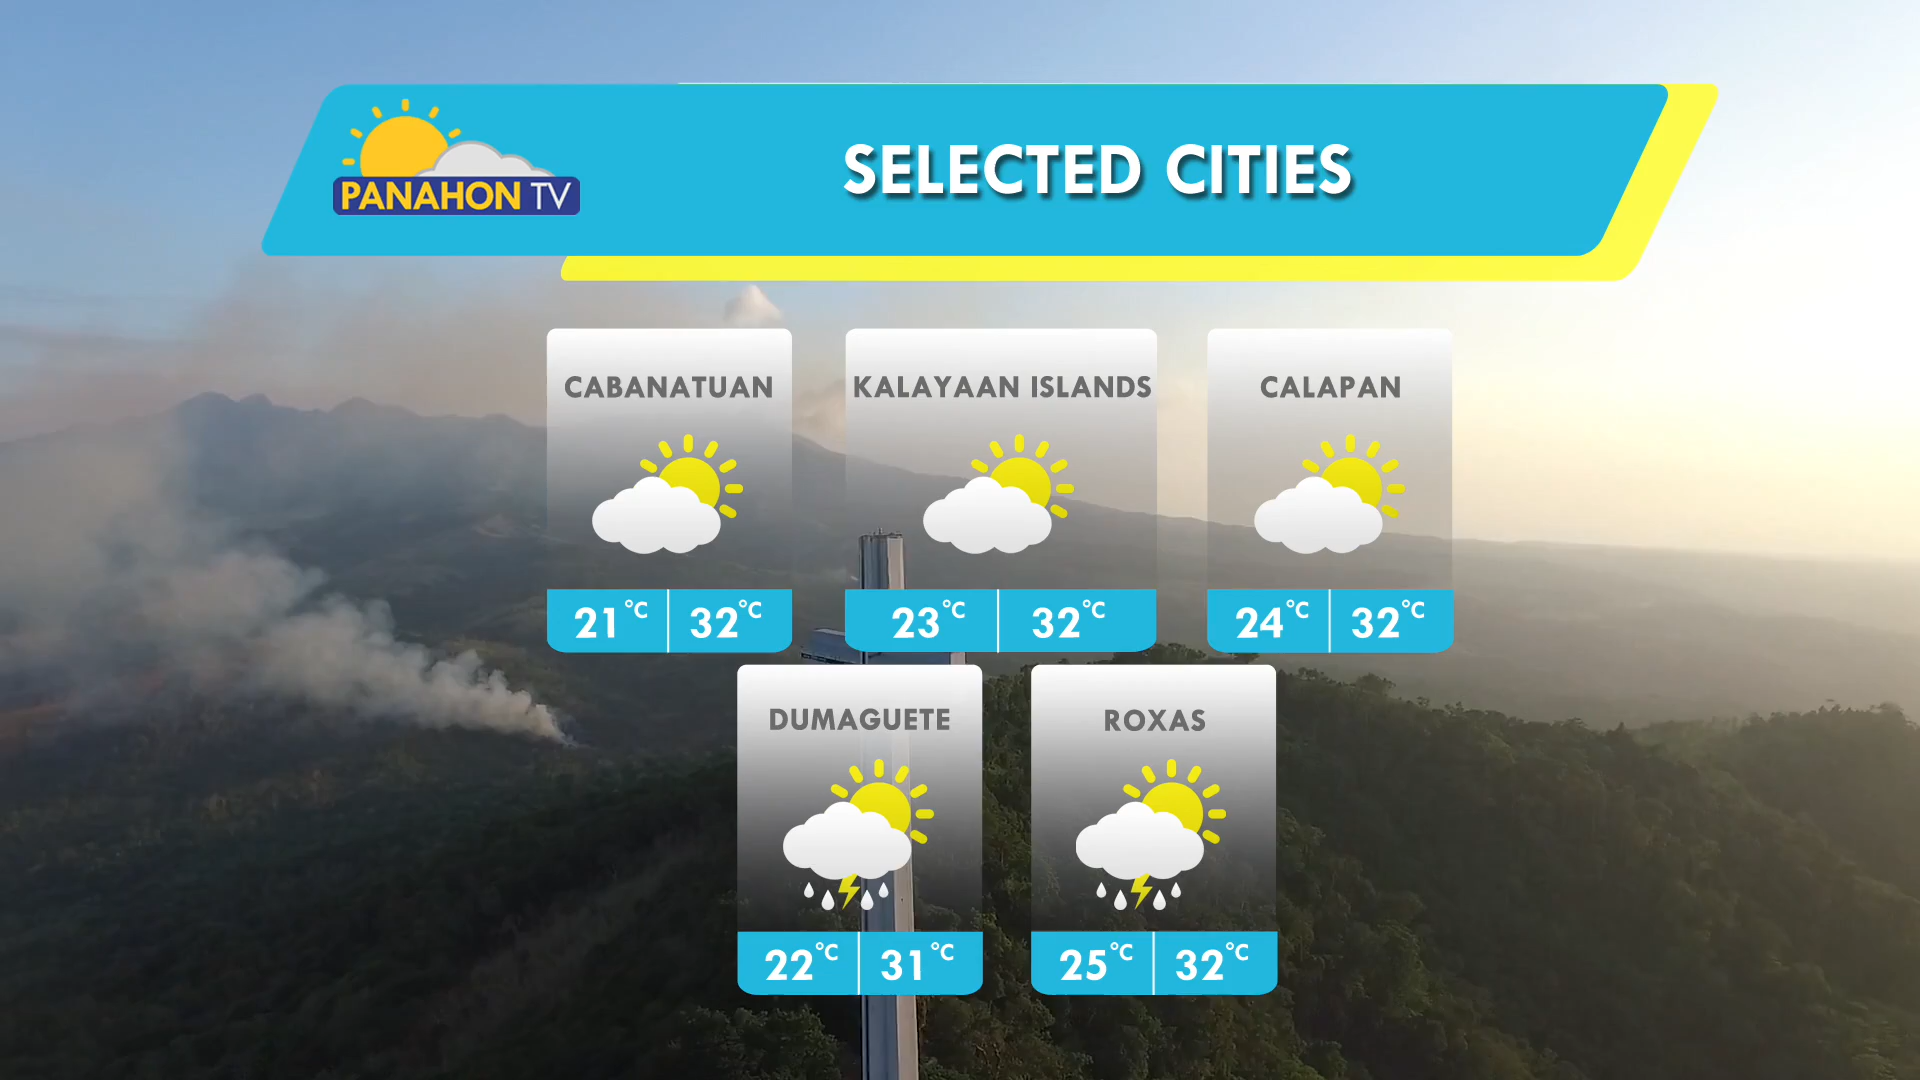 PANAHON TV
SELECTED CITIES
CABANATUAN
21°C 32°C
KALAYAAN ISLANDS
23°C 32°C
CALAPAN
24°C 32°C
DUMAGUETE
22°C 31°C
ROXAS
25°C 32°C